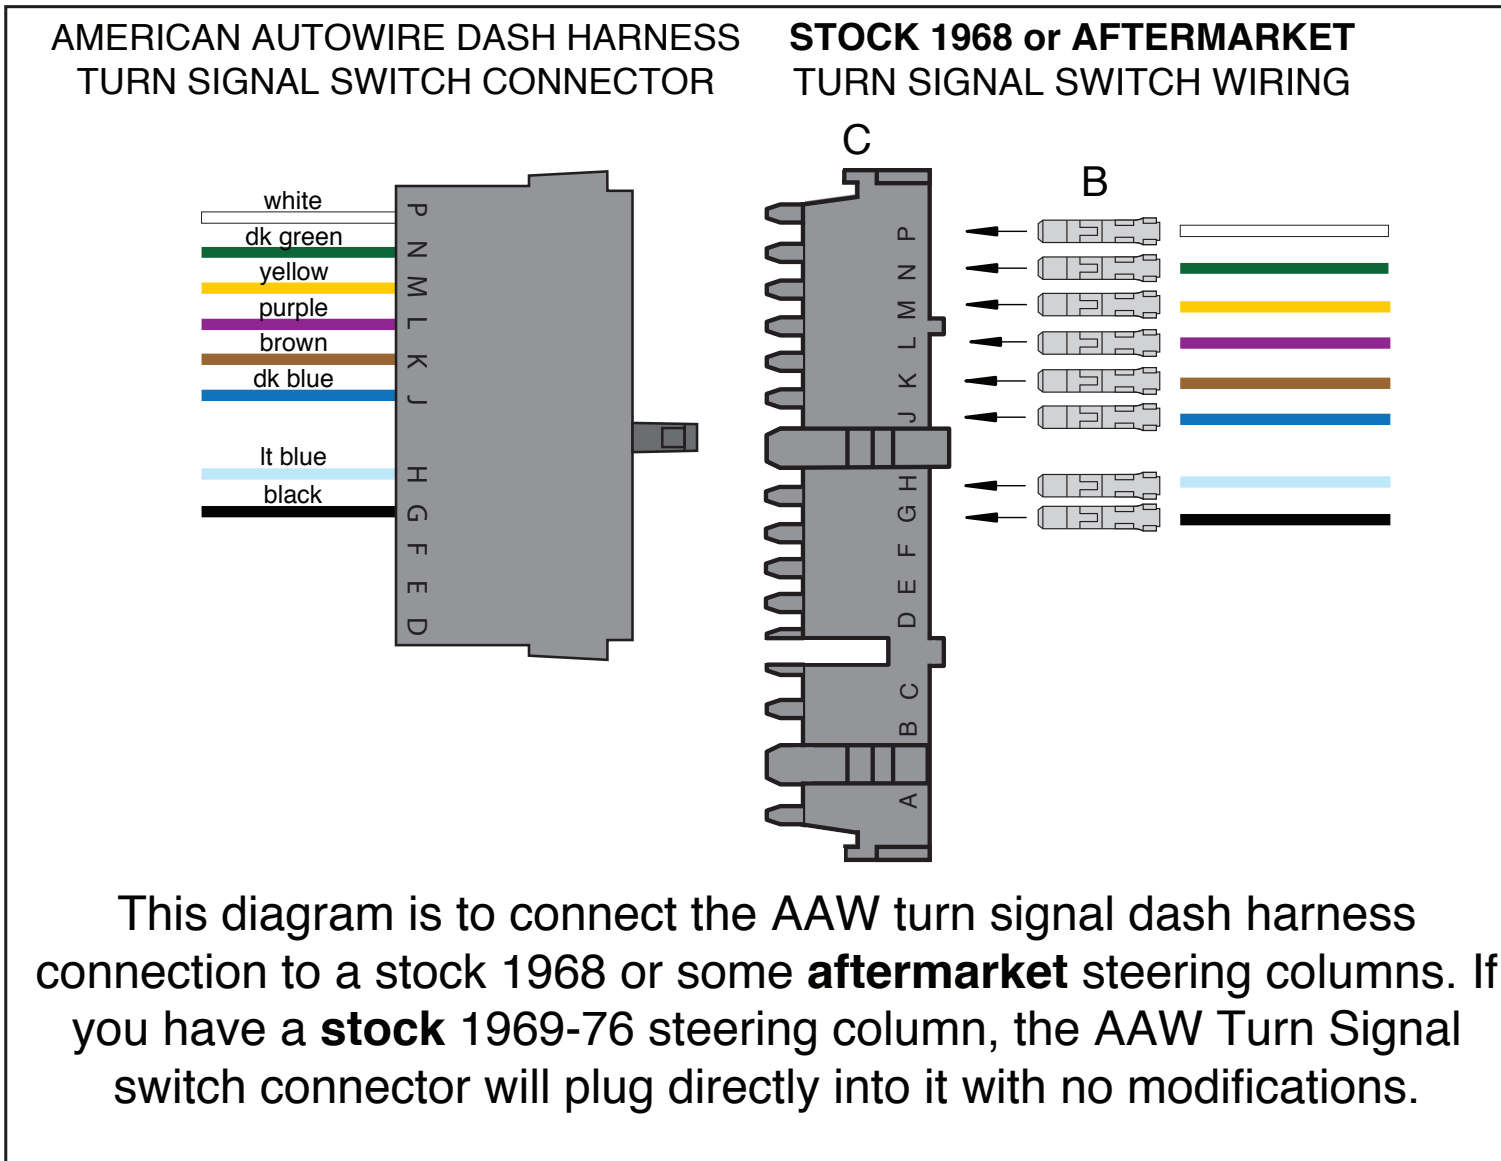 AMERICAN AUTOWIRE DASH HARNESS
TURN SIGNAL SWITCH CONNECTOR
STOCK 1968 or AFTERMARKET
TURN SIGNAL SWITCH WIRING
white
dk green
yellow
purple
brown
dk blue
lt blue
black
P
N
M
L
K
J
H
G
F
E
D
C
P
N
M
L
K
J
H
G
F
E
D
C
B
A
B
This diagram is to connect the AAW turn signal dash harness
connection to a stock 1968 or some aftermarket steering columns. If
you have a stock 1969-76 steering column, the AAW Turn Signal
switch connector will plug directly into it with no modifications.